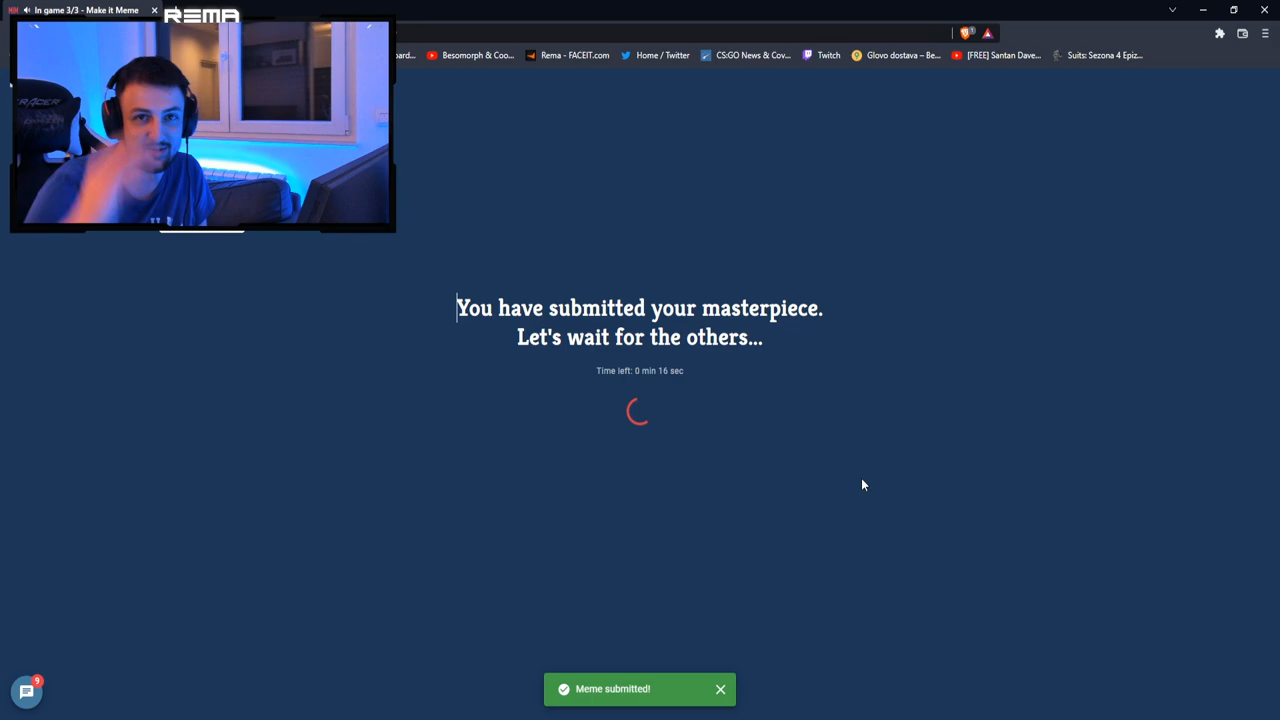 In game 3/3 - Make it Meme
REMA
oard...
Besomorph & Coo...
Rema - FACEIT.com
Home / Twitter
CS:GO News & Cov...
Twitch
Glovo dostava – Be...
[FREE] Santan Dave...
Suits: Sezona 4 Epiz...
You have submitted your masterpiece.
Let's wait for the others...
Time left: 0 min 16 sec
9
Meme submitted!